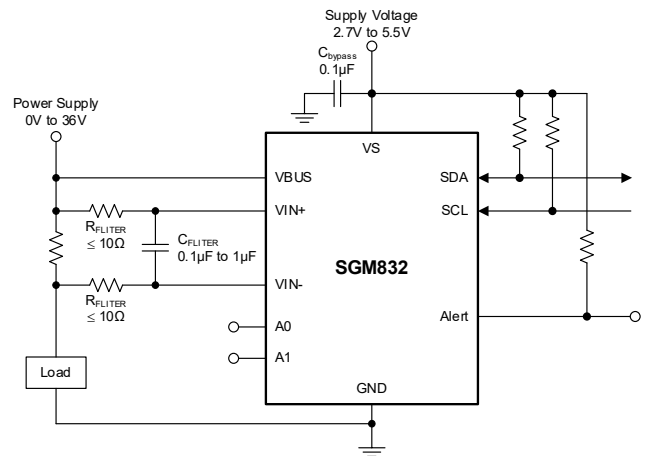 Supply Voltage
2.7V to 5.5V
Cbypass
0.1µF
Power Supply
0V to 36V
VS
VBUS
SDA
VIN+
SCL
RFLITER
≤ 10Ω
CFLITER
0.1µF to 1µF
SGM832
VIN-
RFLITER
≤ 10Ω
A0
Alert
A1
Load
GND